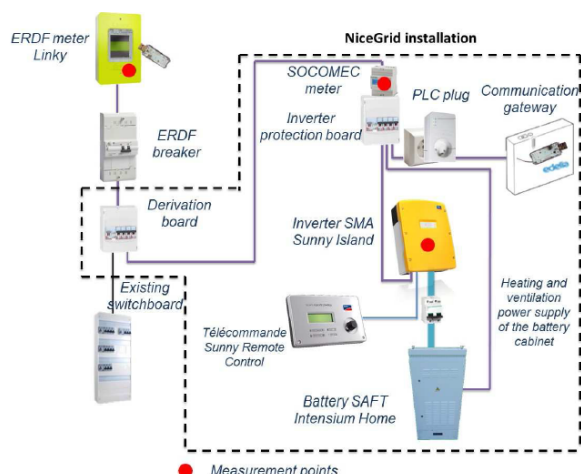 NiceGrid installation
ERDF meter
Linky
SOCOMEC
meter
PLC plug
Communication
gateway
Inverter
protection board
ERDF
breaker
edelia
Derivation
board
Inverter SMA
Sunny Island
Existing
switchboard
Heating and
ventilation
power supply
of the battery
cabinet
Télécommande
Sunny Remote
Control
Battery SAFT
Intensium Home
Measurement points